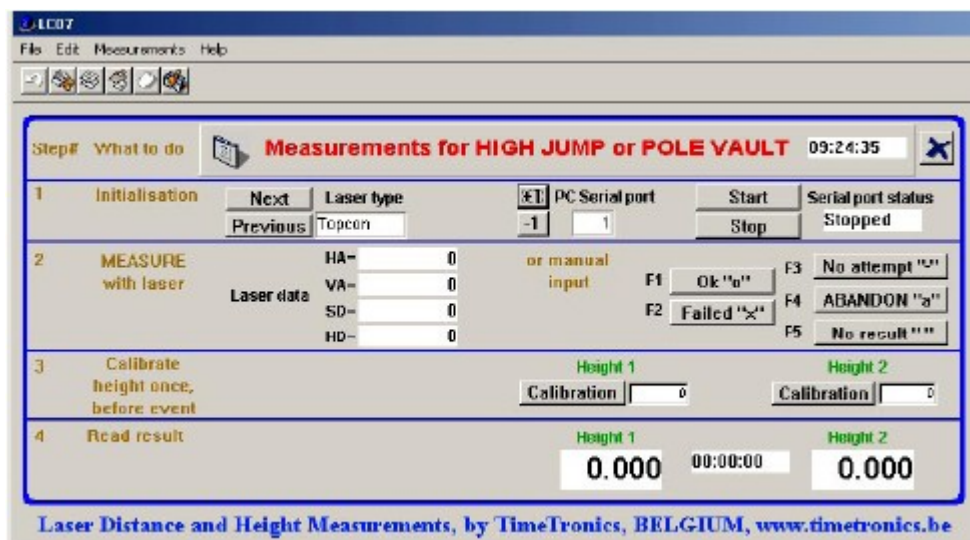 LC07
File Edit Measurements Help
Step# What to do Measurements for HIGH JUMP or POLE VAULT 09:24:35
1 Initialisation Next Laser type +1 PC Serial port Start Serial port status
Previous Topcon -1 1 Stop Stopped
2 MEASURE with laser Laser data or manual input
HA= 0
VA= 0
SD= 0
HD= 0
F1 Ok "o"
F2 Failed "x"
F3 No attempt "-"
F4 ABANDON "a"
F5 No result " "
3 Calibrate height once, before event
Height 1 Height 2
Calibration 0 Calibration 0
4 Read result Height 1 Height 2
0.000 00:00:00 0.000
Laser Distance and Height Measurements, by TimeTronics, BELGIUM, www.timetronics.be